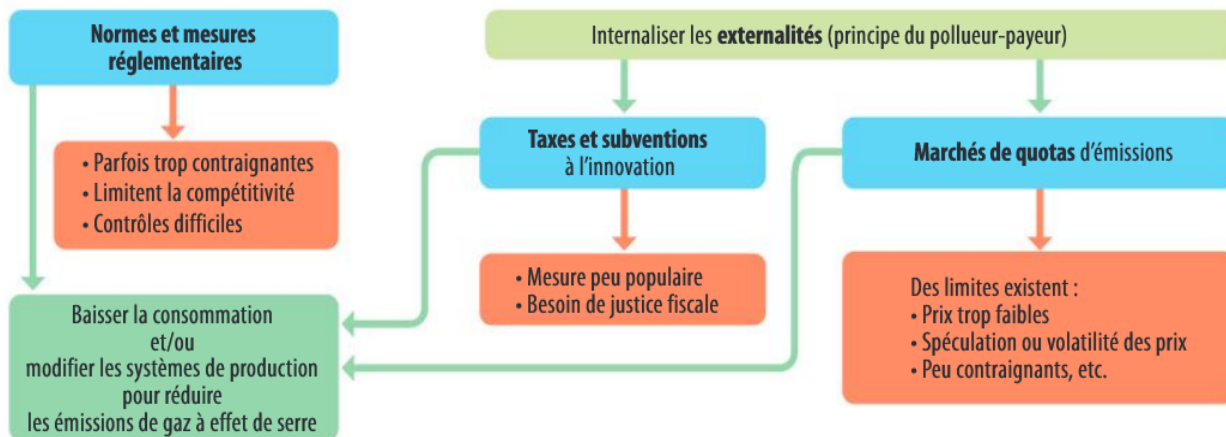 Normes et mesures
réglementaires
Internaliser les externalités (principe du pollueur-payeur)
• Parfois trop contraignantes
• Limitent la compétitivité
• Contrôles difficiles
Taxes et subventions
à l'innovation
Marchés de quotas d'émissions
• Mesure peu populaire
• Besoin de justice fiscale
Des limites existent :
• Prix trop faibles
• Spéculation ou volatilité des prix
• Peu contraignants, etc.
Baisser la consommation
et/ou
modifier les systèmes de production
pour réduire
les émissions de gaz à effet de serre